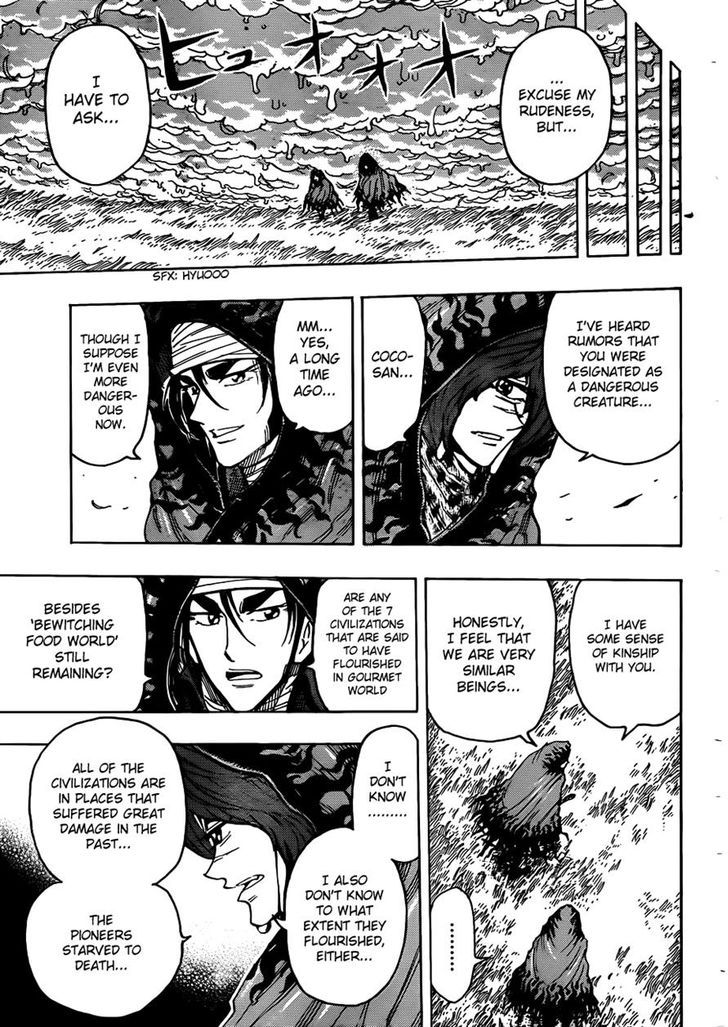 ...
EXCUSE MY
RUDENESS,
BUT...
ヒュオオオ
I
HAVE TO
ASK...
SFX: HYUOOO
I'VE HEARD
RUMORS THAT
YOU WERE
DESIGNATED AS
A DANGEROUS
CREATURE...
COCO-
SAN...
MM...
YES,
A LONG
TIME
AGO...
THOUGH I
SUPPOSE
I'M EVEN
MORE
DANGER-
OUS
NOW.
I HAVE
SOME SENSE
OF KINSHIP
WITH YOU.
HONESTLY,
I FEEL THAT
WE ARE VERY
SIMILAR
BEINGS...
.........
ARE ANY
OF THE 7
CIVILIZATIONS
THAT ARE SAID
TO HAVE
FLOURISHED
IN GOURMET
WORLD
BESIDES
'BEWITCHING
FOOD WORLD'
STILL
REMAINING?
I
DON'T
KNOW
.........
I ALSO
DON'T KNOW
TO WHAT
EXTENT THEY
FLOURISHED,
EITHER...
ALL OF THE
CIVILIZATIONS ARE
IN PLACES THAT
SUFFERED GREAT
DAMAGE IN THE
PAST...
THE
PIONEERS
STARVED TO
DEATH...